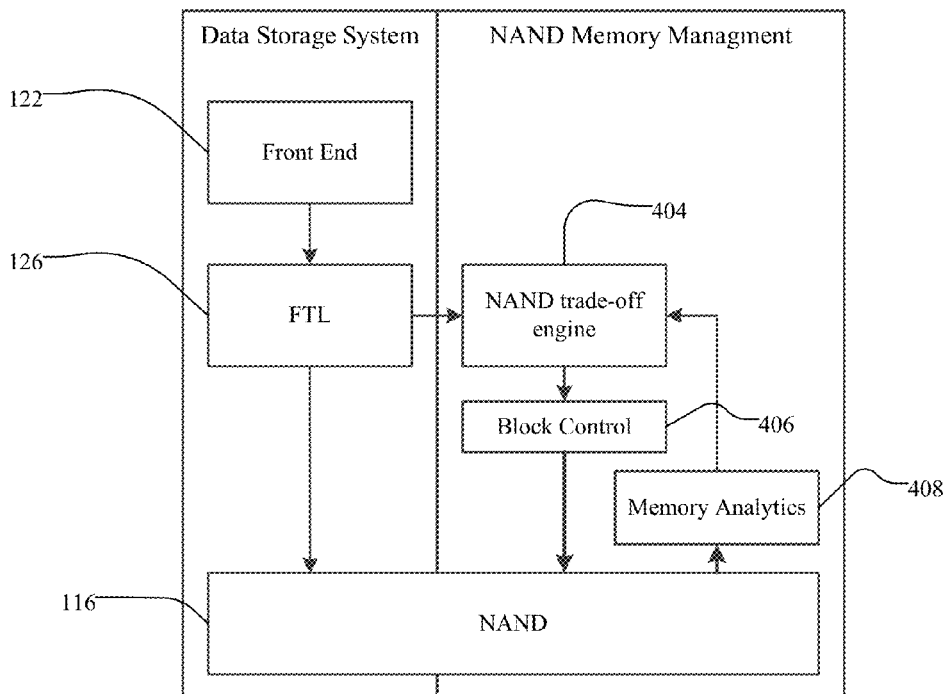 Data Storage System
NAND Memory Managment
122
Front End
404
126
FTL
NAND trade-off
engine
Block Control
406
Memory Analytics
408
116
NAND